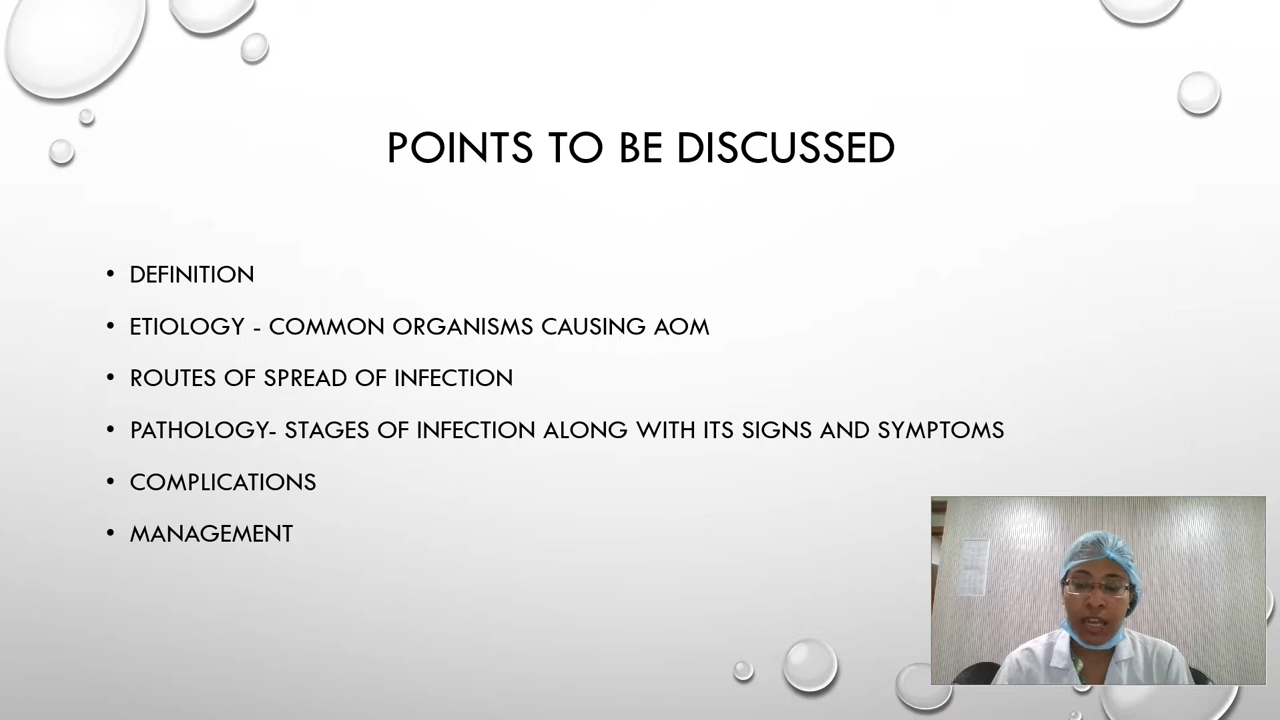 POINTS TO BE DISCUSSED
• DEFINITION
• ETIOLOGY - COMMON ORGANISMS CAUSING AOM
• ROUTES OF SPREAD OF INFECTION
• PATHOLOGY- STAGES OF INFECTION ALONG WITH ITS SIGNS AND SYMPTOMS
• COMPLICATIONS
• MANAGEMENT